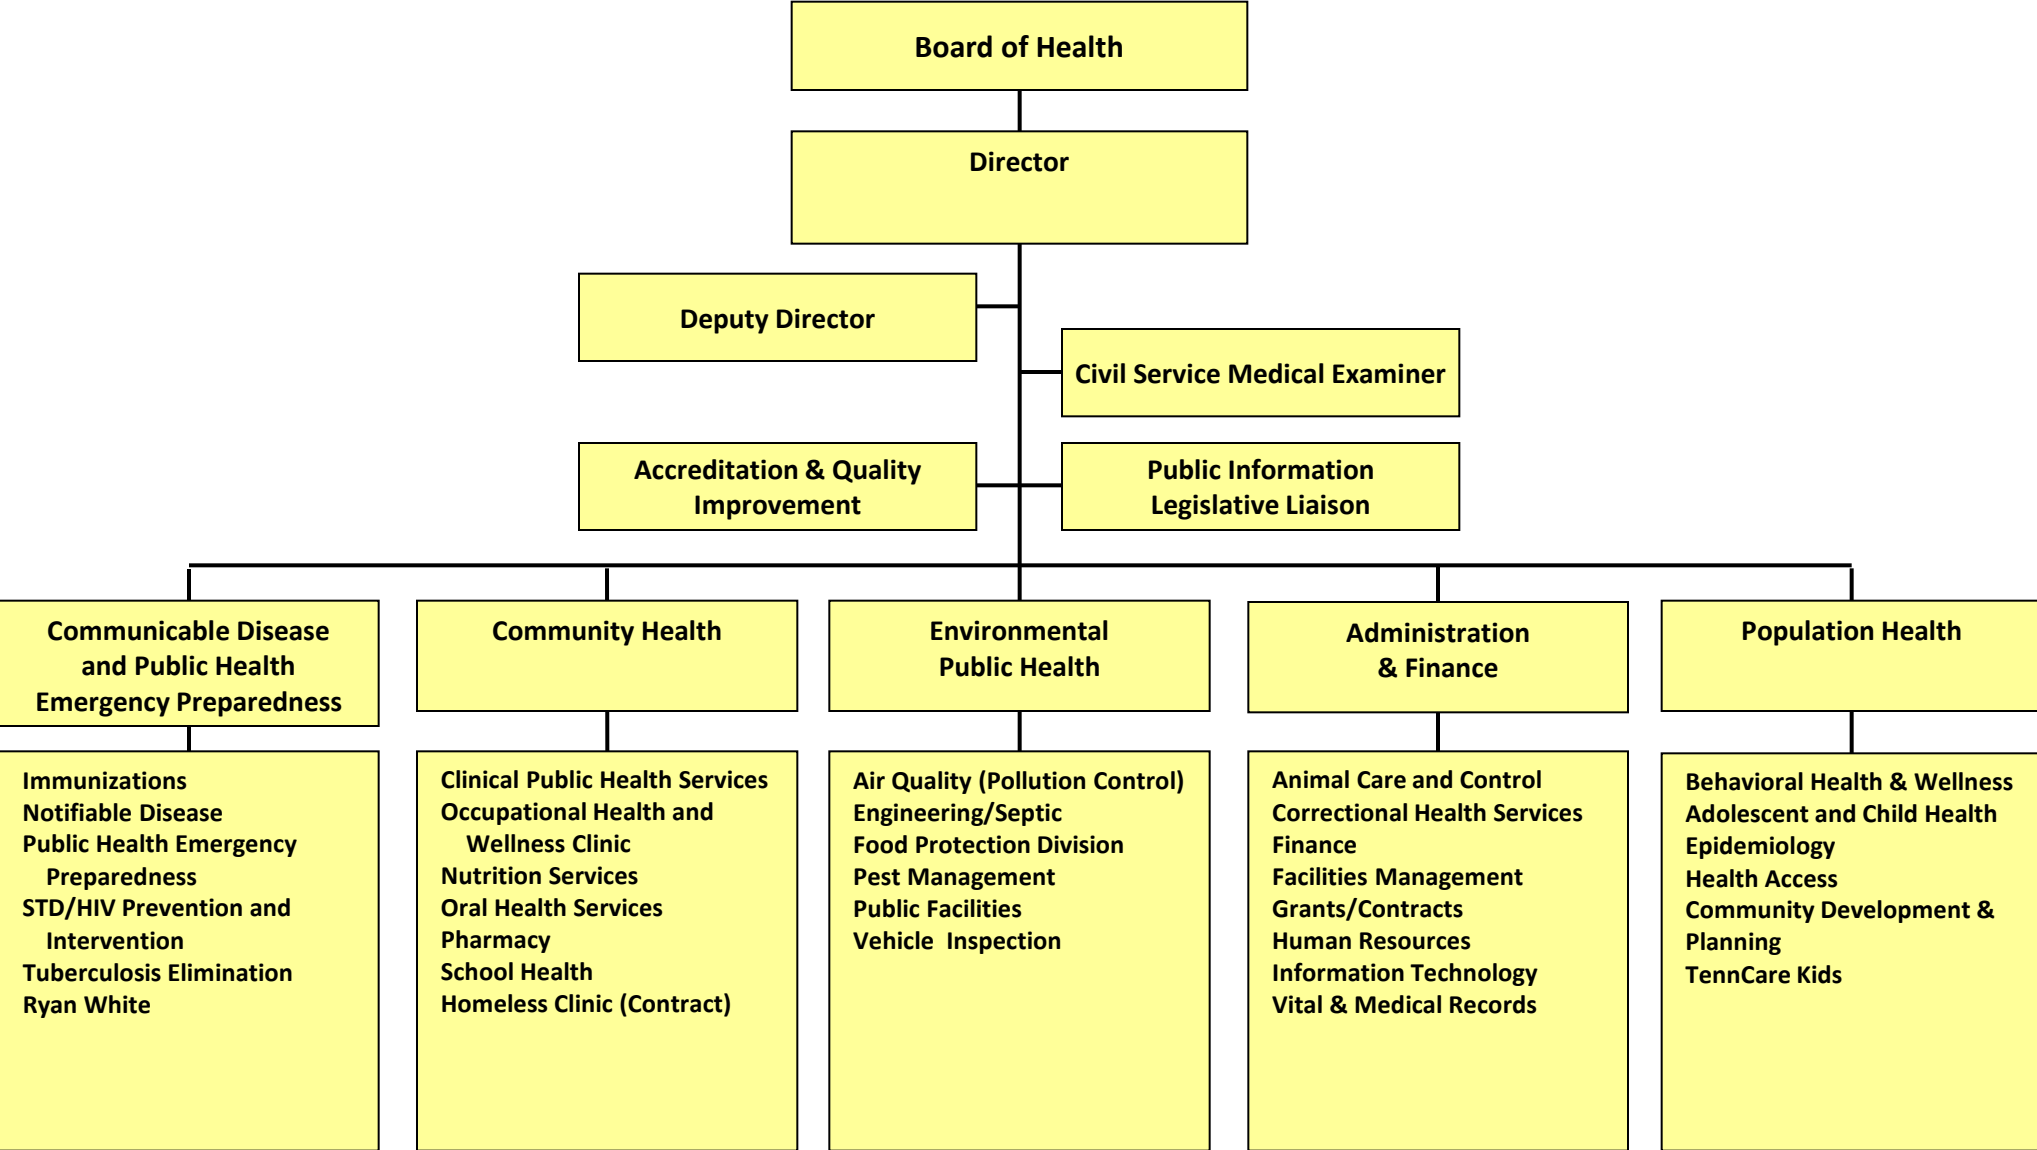 Board of Health
Director
Deputy Director
Civil Service Medical Examiner
Accreditation & Quality
Improvement
Public Information
Legislative Liaison
Communicable Disease
and Public Health
Emergency Preparedness
Community Health
Environmental
Public Health
Administration
& Finance
Population Health
Immunizations
Notifiable Disease
Public Health Emergency
Preparedness
STD/HIV Prevention and
Intervention
Tuberculosis Elimination
Ryan White
Clinical Public Health Services
Occupational Health and
Wellness Clinic
Nutrition Services
Oral Health Services
Pharmacy
School Health
Homeless Clinic (Contract)
Air Quality (Pollution Control)
Engineering/Septic
Food Protection Division
Pest Management
Public Facilities
Vehicle  Inspection
Animal Care and Control
Correctional Health Services
Finance
Facilities Management
Grants/Contracts
Human Resources
Information Technology
Vital & Medical Records
Behavioral Health & Wellness
Adolescent and Child Health
Epidemiology
Health Access
Community Development &
Planning
TennCare Kids